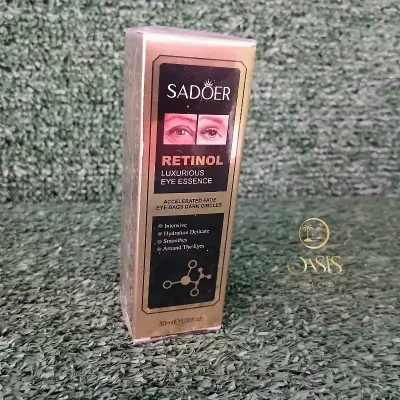 SADOER
RETINOL
LUXURIOUS
EYE ESSENCE
ACCELERATED FADE
EYE BAGS DARK CIRCLES
Intensive
Hydration Delicate
Smoothes
Around The Eyes
OASIS